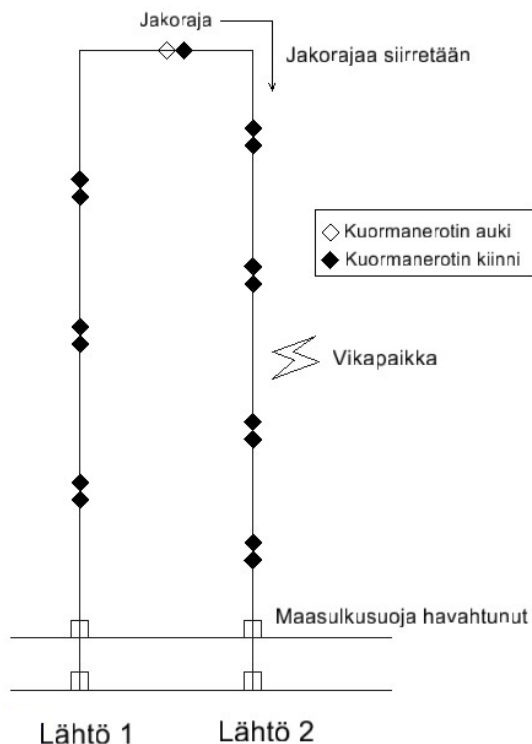 Jakoraja
Jakorajaa siirretään
Kuormanerotin auki
Kuormanerotin kiinni
Vikapaikka
Maasulkusuoja havahtunut
Lähtö 1
Lähtö 2